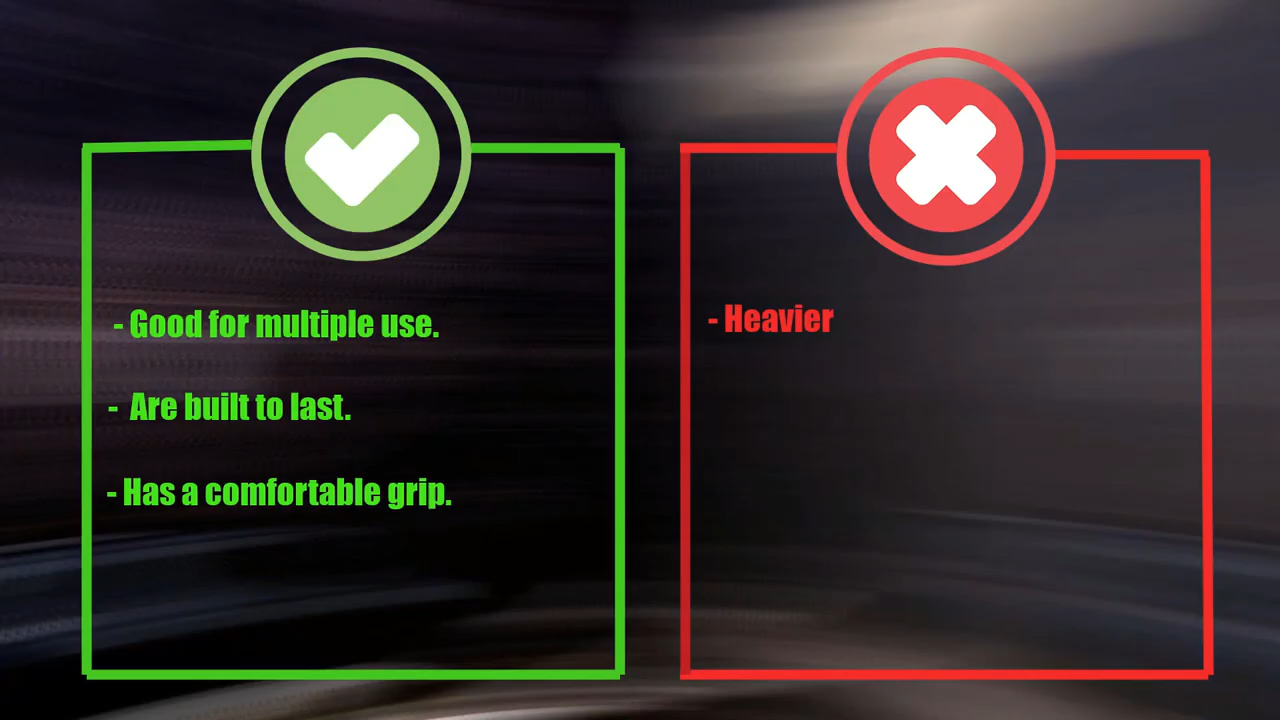 - Good for multiple use.
- Are built to last.
- Has a comfortable grip.
- Heavier